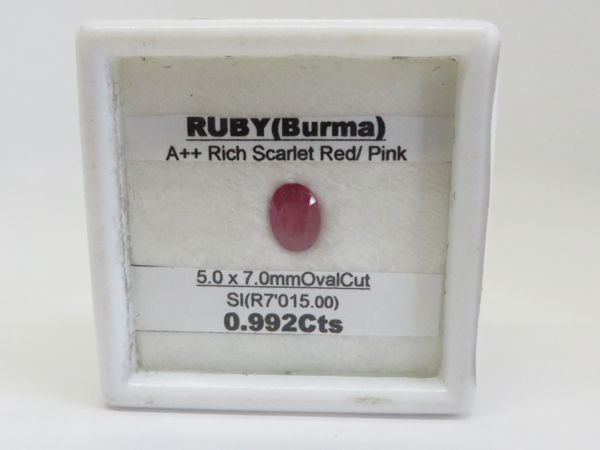 RUBY(Burma)
A++ Rich Scarlet Red/ Pink
5.0 x 7.0mmOvalCut
SI(R7'015.00)
0.992Cts